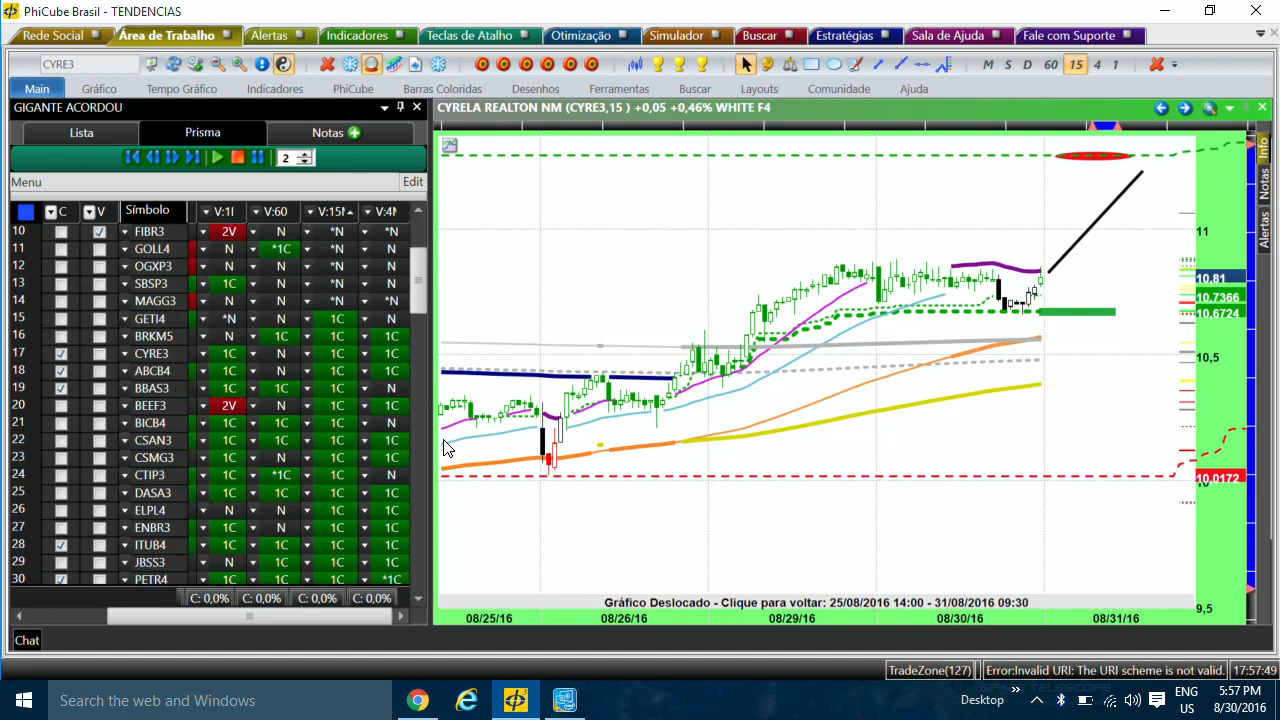 PhiCube Brasil - TENDENCIAS
Rede Social Área de Trabalho Alertas Indicadores Teclas de Atalho Otimização Simulador Buscar Estratégias Sala de Ajuda Fale com Suporte
CYRE3 M S D 60 15 4 1
Main Gráfico Tempo Gráfico Indicadores PhiCube Barras Coloridas Desenhos Ferramentas Buscar Layouts Comunidade Ajuda
GIGANTE ACORDOU
CYRELA REALTON NM (CYRE3,15 ) +0,05 +0,46% WHITE F4
Lista Prisma Notas
2
Menu Edit
C V Símbolo V:1I V:60 V:15N V:4N
10 FIBR3 2V N *N *N
11 GOLL4 N *1C N N
12 OGXP3 N N N N
13 SBSP3 1C N N N
14 MAGG3 N N *N *N
15 GETI4 *N N 1C N
16 BRKM5 N 1C 1C 1C
17 CYRE3 1C N 1C 1C
18 ABCB4 1C N 1C 1C
19 BBAS3 1C 1C 1C N
20 BEEF3 2V N 1C 1C
21 BICB4 N N 1C 1C
22 CSAN3 1C 1C 1C 1C
23 CSMG3 N N 1C 1C
24 CTIP3 1C *1C 1C N
25 DASA3 1C 1C 1C 1C
26 ELPL4 N N 1C 1C
27 ENBR3 1C N 1C 1C
28 ITUB4 1C 1C 1C 1C
29 JBSS3 N 1C 1C 1C
30 PETR4 1C 1C 1C *1C
C: 0,0% C: 0,0% C: 0,0% C: 0,0%
Chat
Info
Notas
Alertas
11
10,81
10,7366
10,6724
10,5
10,0172
10
9,5
Gráfico Deslocado - Clique para voltar: 25/08/2016 14:00 - 31/08/2016 09:30
08/25/16 08/26/16 08/29/16 08/30/16 08/31/16
TradeZone(127) Error:Invalid URI: The URI scheme is not valid. 17:57:49
Search the web and Windows
Desktop
ENG
US
5:57 PM
8/30/2016